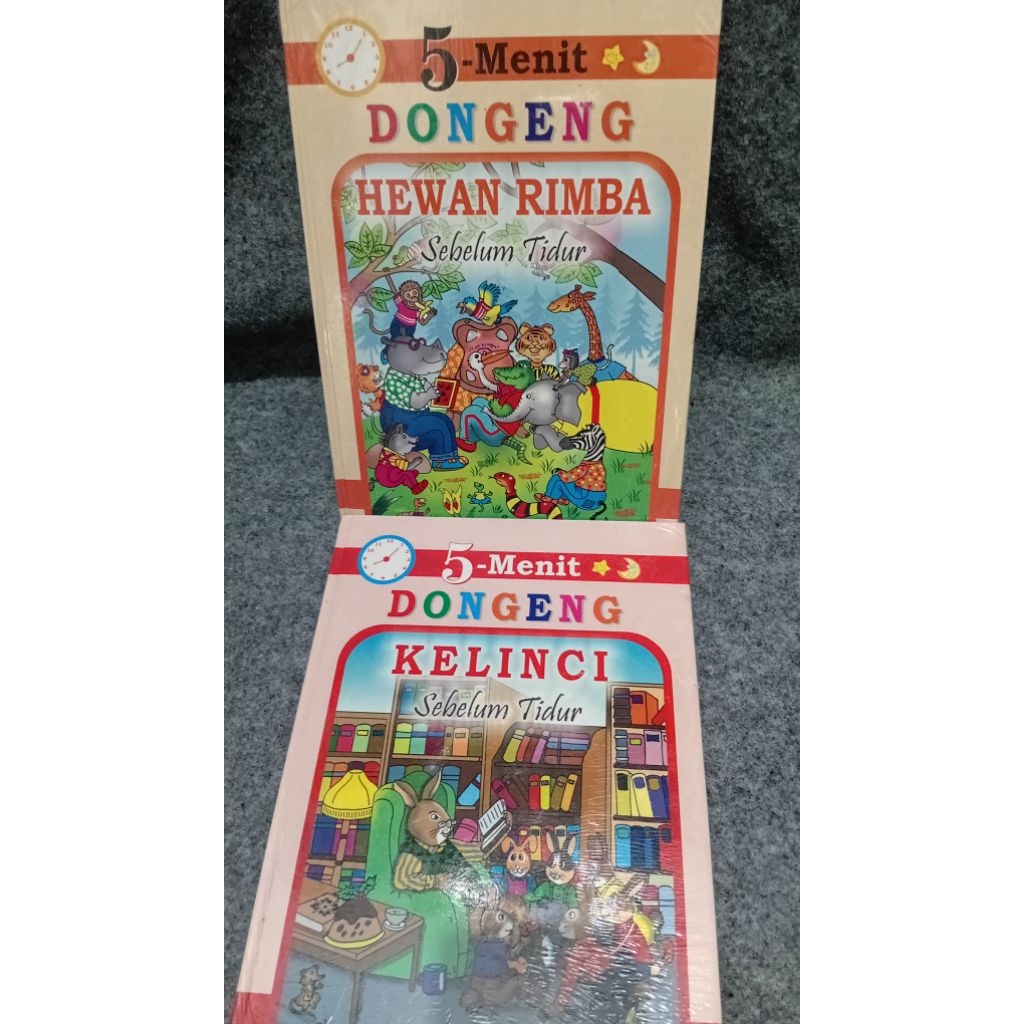 5-Menit
DONGENG
HEWAN RIMBA
Sebelum Tidur
5-Menit
DONGENG
KELINCI
Sebelum Tidur